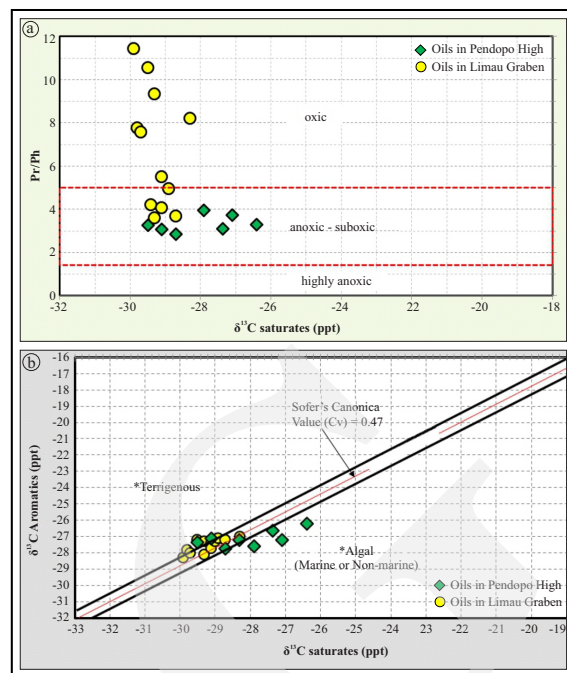 a
Oils in Pendopo High
Oils in Limau Graben
12
10
8
6
4
2
0
Pr/Ph
oxic
anoxic - suboxic
highly anoxic
-32 -30 -28 -26 -24 -22 -20 -18
δ¹³C saturates (ppt)
b
-16
-17
-18
-19
-20
-21
-22
-23
-24
-25
-26
-27
-28
-29
-30
-31
-32
δ¹³C Aromatics (ppt)
Sofer's Canonica
Value (Cv) = 0.47
*Terrigenous
*Algal
(Marine or Non-marine)
Oils in Pendopo High
Oils in Limau Graben
-33 -32 -31 -30 -29 -28 -27 -26 -25 -24 -23 -22 -21 -20 -19
δ¹³C saturates (ppt)